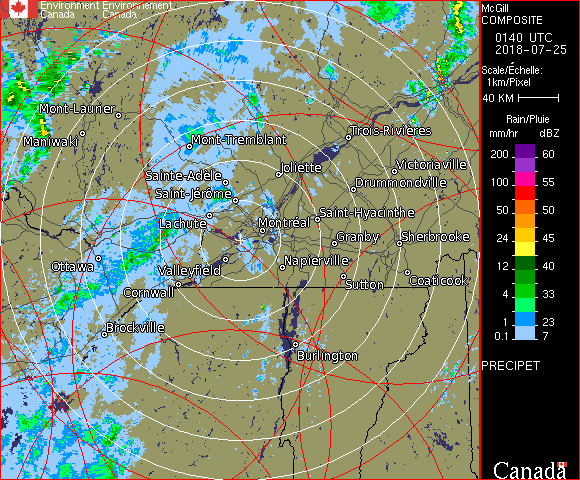 Environment Environnement
Canada Canada
McGill
COMPOSITE
0140 UTC
2018-07-25
Scale/Échelle:
1km/Pixel
40 KM
Rain/Pluie
mm/hr dBZ
200 60
100 55
50 50
24 45
12 40
4 33
1 23
0.1 7
PRECIPET
Canada
Mont-Laurier
Maniwaki
Mont-Tremblant
Trois-Rivières
Joliette
Victoriaville
Sainte-Adèle
Drummondville
Saint-Jérôme
Saint-Hyacinthe
Lachute
Montréal
Granby
Sherbrooke
Ottawa
Valleyfield
Napierville
Cornwall
Sutton
Coaticook
Brockville
Burlington